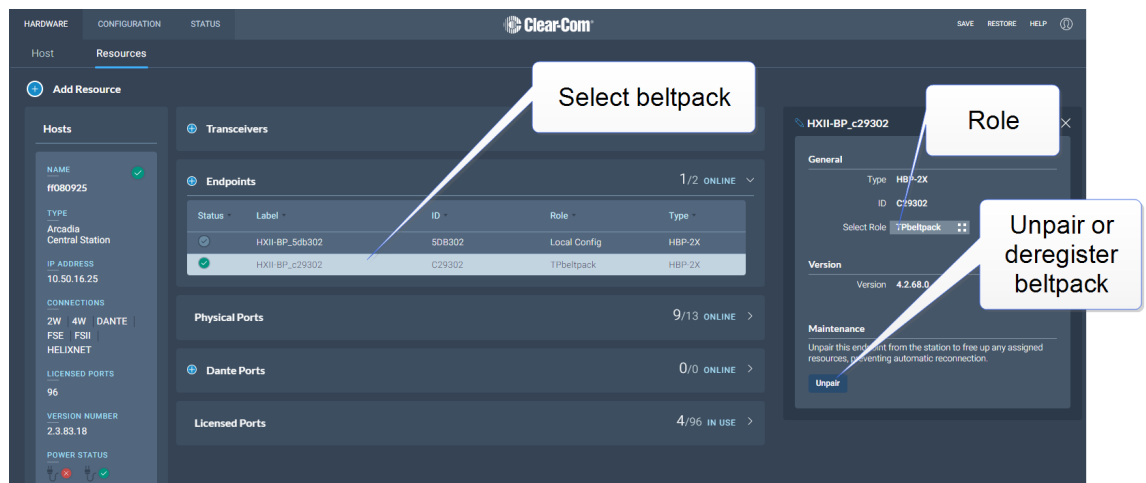 HARDWARE CONFIGURATION STATUS Clear-Com SAVE RESTORE HELP
Host Resources
Add Resource
Hosts
NAME
ff080925
TYPE
Arcadia
Central Station
IP ADDRESS
10.50.16.25
CONNECTIONS
2W 4W DANTE
FSE FSII
HELIXNET
LICENSED PORTS
96
VERSION NUMBER
2.3.83.18
POWER STATUS
Transceivers
Select beltpack
Endpoints 1/2 ONLINE
Status Label ID Role Type
HXII-BP_5db302 5DB302 Local Config HBP-2X
HXII-BP_c29302 C29302 TPbeltpack HBP-2X
Physical Ports 9/13 ONLINE
Dante Ports 0/0 ONLINE
Licensed Ports 4/96 IN USE
HXII-BP_c29302
Role
General
Type HBP-2X
ID C29302
Select Role TPbeltpack
Unpair or
deregister
beltpack
Version
Version 4.2.68.0
Maintenance
Unpair this endpoint from the station to free up any assigned
resources, preventing automatic reconnection.
Unpair